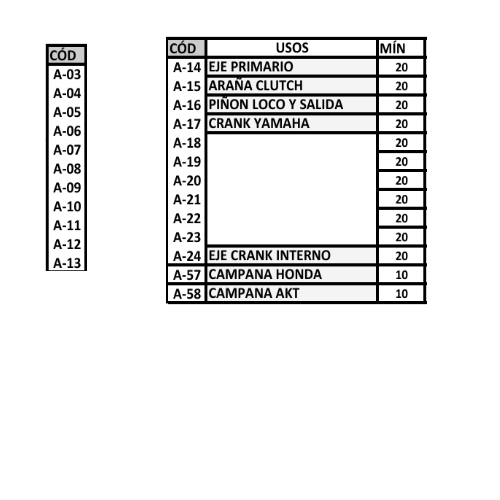 CÓD
A-03
A-04
A-05
A-06
A-07
A-08
A-09
A-10
A-11
A-12
A-13
CÓD USOS MÍN
A-14 EJE PRIMARIO 20
A-15 ARAÑA CLUTCH 20
A-16 PIÑON LOCO Y SALIDA 20
A-17 CRANK YAMAHA 20
A-18 20
A-19 20
A-20 20
A-21 20
A-22 20
A-23 20
A-24 EJE CRANK INTERNO 20
A-57 CAMPANA HONDA 10
A-58 CAMPANA AKT 10